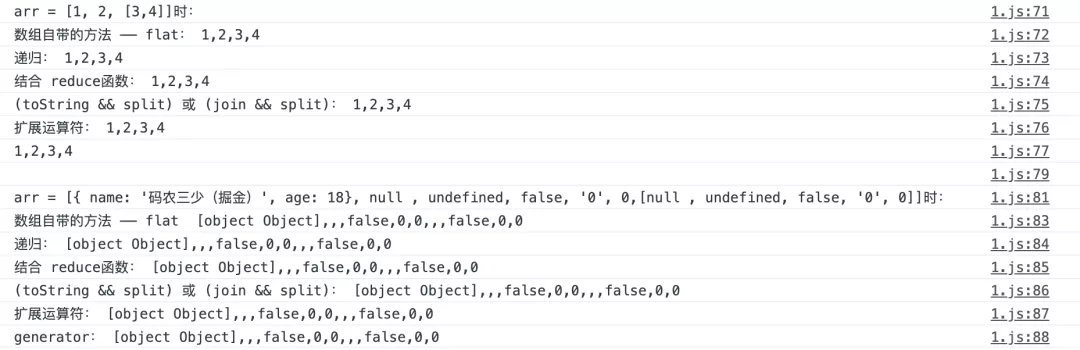 arr = [1, 2, [3,4]]时: 1.js:71
数组自带的方法 —— flat: 1,2,3,4 1.js:72
递归: 1,2,3,4 1.js:73
结合 reduce函数: 1,2,3,4 1.js:74
(toString && split) 或 (join && split): 1,2,3,4 1.js:75
扩展运算符: 1,2,3,4 1.js:76
1,2,3,4 1.js:77
1.js:79
arr = [{ name: '码农三少（掘金）', age: 18}, null , undefined, false, '0', 0,[null , undefined, false, '0', 0]]时: 1.js:81
数组自带的方法 —— flat [object Object],,,false,0,0,,,false,0,0 1.js:83
递归: [object Object],,,false,0,0,,,false,0,0 1.js:84
结合 reduce函数: [object Object],,,false,0,0,,,false,0,0 1.js:85
(toString && split) 或 (join && split): [object Object],,,false,0,0,,,false,0,0 1.js:86
扩展运算符: [object Object],,,false,0,0,,,false,0,0 1.js:87
generator: [object Object],,,false,0,0,,,false,0,0 1.js:88